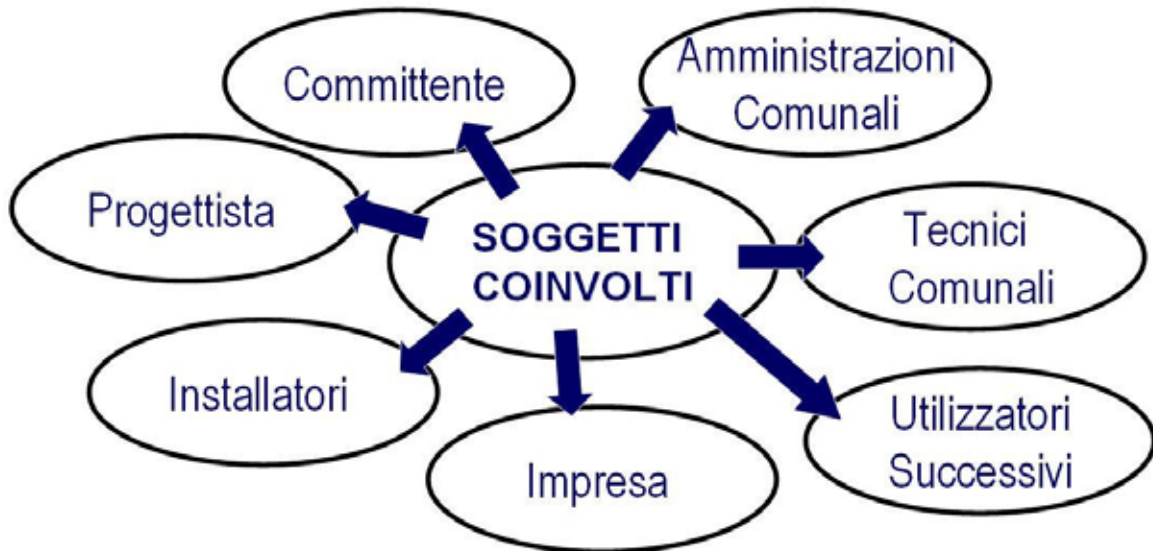 Committente
Amministrazioni
Comunali
Progettista
SOGGETTI
COINVOLTI
Tecnici
Comunali
Installatori
Impresa
Utilizzatori
Successivi